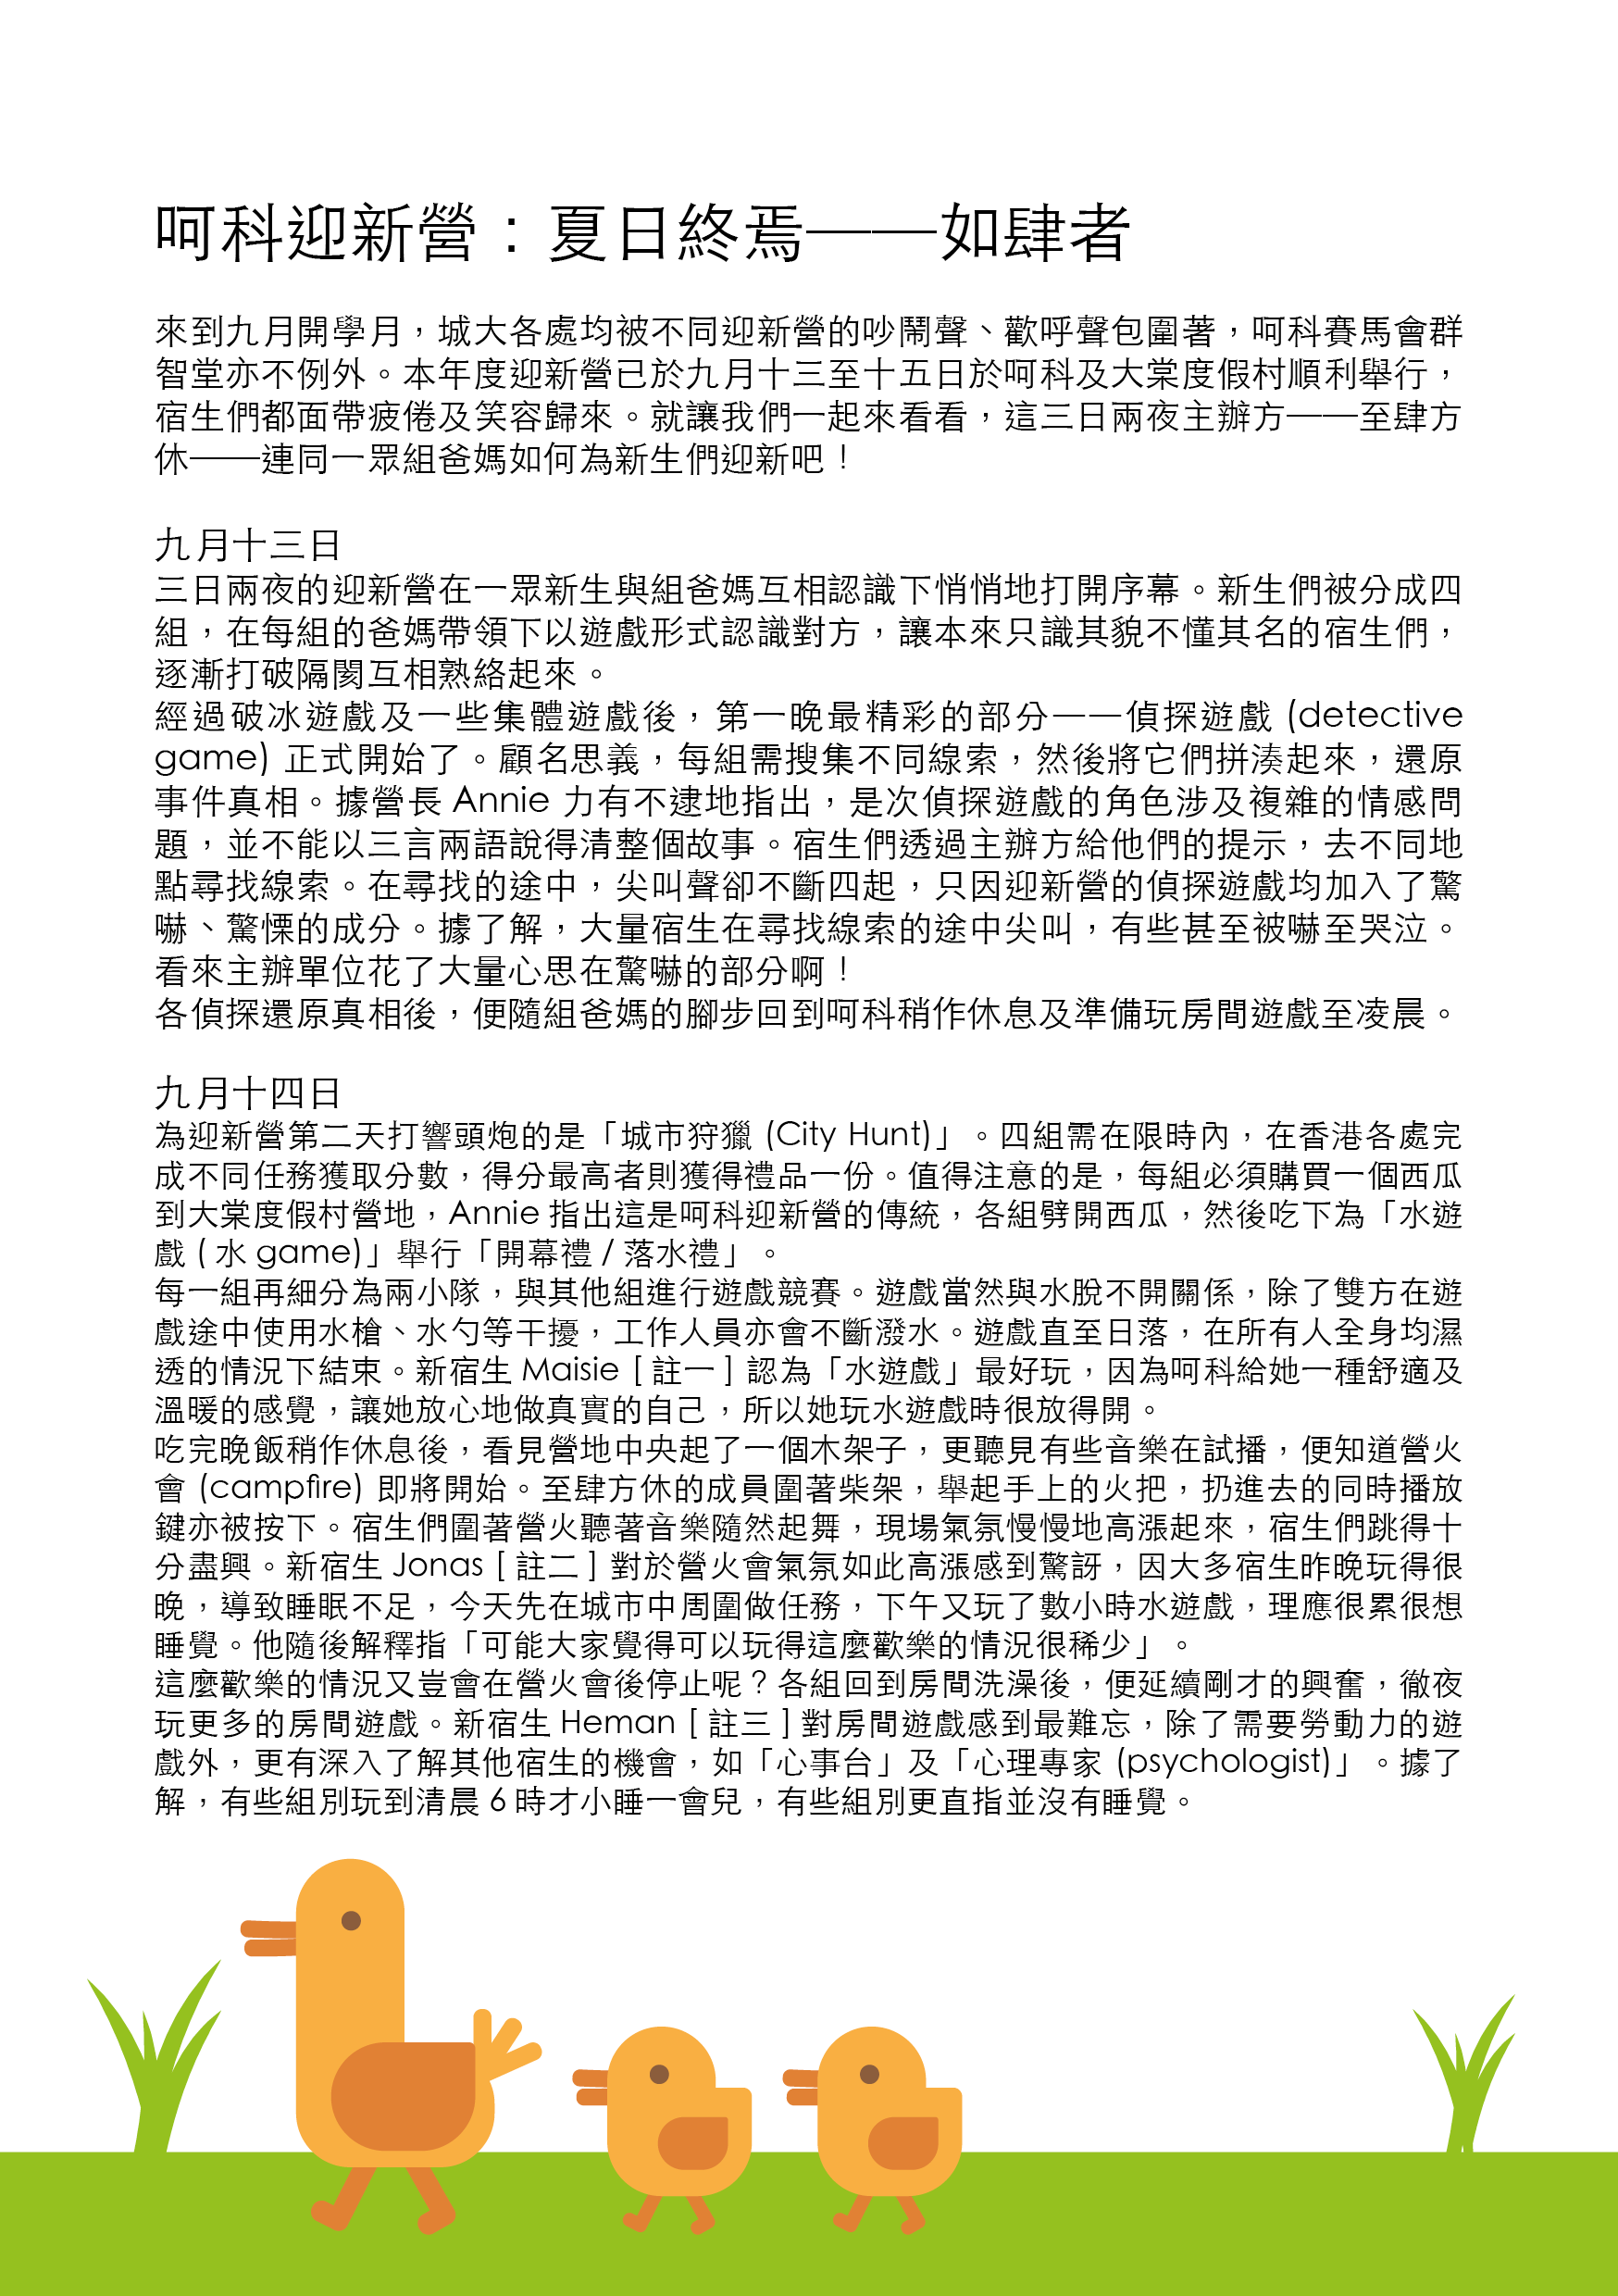 呵科迎新營：夏日終焉——如肆者
來到九月開學月，城大各處均被不同迎新營的吵鬧聲、歡呼聲包圍著，呵科賽馬會群
智堂亦不例外。本年度迎新營已於九月十三至十五日於呵科及大棠度假村順利舉行，
宿生們都面帶疲倦及笑容歸來。就讓我們一起來看看，這三日兩夜主辦方——至肆方
休——連同一眾組爸媽如何為新生們迎新吧！
九月十三日
三日兩夜的迎新營在一眾新生與組爸媽互相認識下悄悄地打開序幕。新生們被分成四
組，在每組的爸媽帶領下以遊戲形式認識對方，讓本來只識其貌不懂其名的宿生們，
逐漸打破隔閡互相熟絡起來。
經過破冰遊戲及一些集體遊戲後，第一晚最精彩的部分——偵探遊戲 (detective
game) 正式開始了。顧名思義，每組需搜集不同線索，然後將它們拼湊起來，還原
事件真相。據營長 Annie 力有不逮地指出，是次偵探遊戲的角色涉及複雜的情感問
題，並不能以三言兩語說得清整個故事。宿生們透過主辦方給他們的提示，去不同地
點尋找線索。在尋找的途中，尖叫聲卻不斷四起，只因迎新營的偵探遊戲均加入了驚
嚇、驚慄的成分。據了解，大量宿生在尋找線索的途中尖叫，有些甚至被嚇至哭泣。
看來主辦單位花了大量心思在驚嚇的部分啊！
各偵探還原真相後，便隨組爸媽的腳步回到呵科稍作休息及準備玩房間遊戲至凌晨。
九月十四日
為迎新營第二天打響頭炮的是「城市狩獵 (City Hunt)」。四組需在限時內，在香港各處完
成不同任務獲取分數，得分最高者則獲得禮品一份。值得注意的是，每組必須購買一個西瓜
到大棠度假村營地，Annie 指出這是呵科迎新營的傳統，各組劈開西瓜，然後吃下為「水遊
戲 ( 水 game)」舉行「開幕禮 / 落水禮」。
每一組再細分為兩小隊，與其他組進行遊戲競賽。遊戲當然與水脫不開關係，除了雙方在遊
戲途中使用水槍、水勺等干擾，工作人員亦會不斷潑水。遊戲直至日落，在所有人全身均濕
透的情況下結束。新宿生 Maisie [ 註一 ] 認為「水遊戲」最好玩，因為呵科給她一種舒適及
溫暖的感覺，讓她放心地做真實的自己，所以她玩水遊戲時很放得開。
吃完晚飯稍作休息後，看見營地中央起了一個木架子，更聽見有些音樂在試播，便知道營火
會 (campfire) 即將開始。至肆方休的成員圍著柴架，舉起手上的火把，扔進去的同時播放
鍵亦被按下。宿生們圍著營火聽著音樂隨然起舞，現場氣氛慢慢地高漲起來，宿生們跳得十
分盡興。新宿生 Jonas [ 註二 ] 對於營火會氣氛如此高漲感到驚訝，因大多宿生昨晚玩得很
晚，導致睡眠不足，今天先在城市中周圍做任務，下午又玩了數小時水遊戲，理應很累很想
睡覺。他隨後解釋指「可能大家覺得可以玩得這麼歡樂的情況很稀少」。
這麼歡樂的情況又豈會在營火會後停止呢？各組回到房間洗澡後，便延續剛才的興奮，徹夜
玩更多的房間遊戲。新宿生 Heman [ 註三 ] 對房間遊戲感到最難忘，除了需要勞動力的遊
戲外，更有深入了解其他宿生的機會，如「心事台」及「心理專家 (psychologist)」。據了
解，有些組別玩到清晨 6 時才小睡一會兒，有些組別更直指並沒有睡覺。